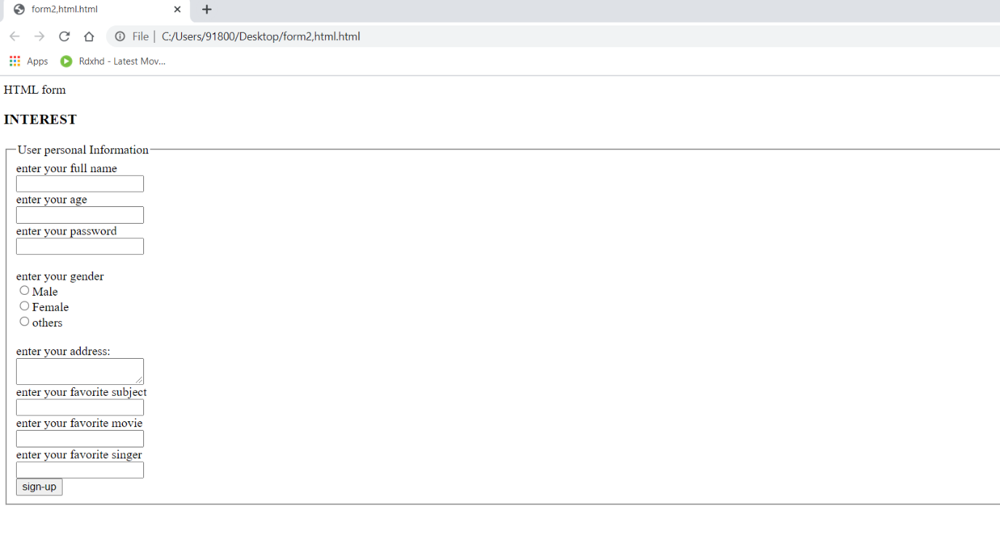 form2,html.html
File | C:/Users/91800/Desktop/form2,html.html
Apps Rdxhd - Latest Mov...
HTML form
INTEREST
User personal Information
enter your full name
enter your age
enter your password
enter your gender
Male
Female
others
enter your address:
enter your favorite subject
enter your favorite movie
enter your favorite singer
sign-up